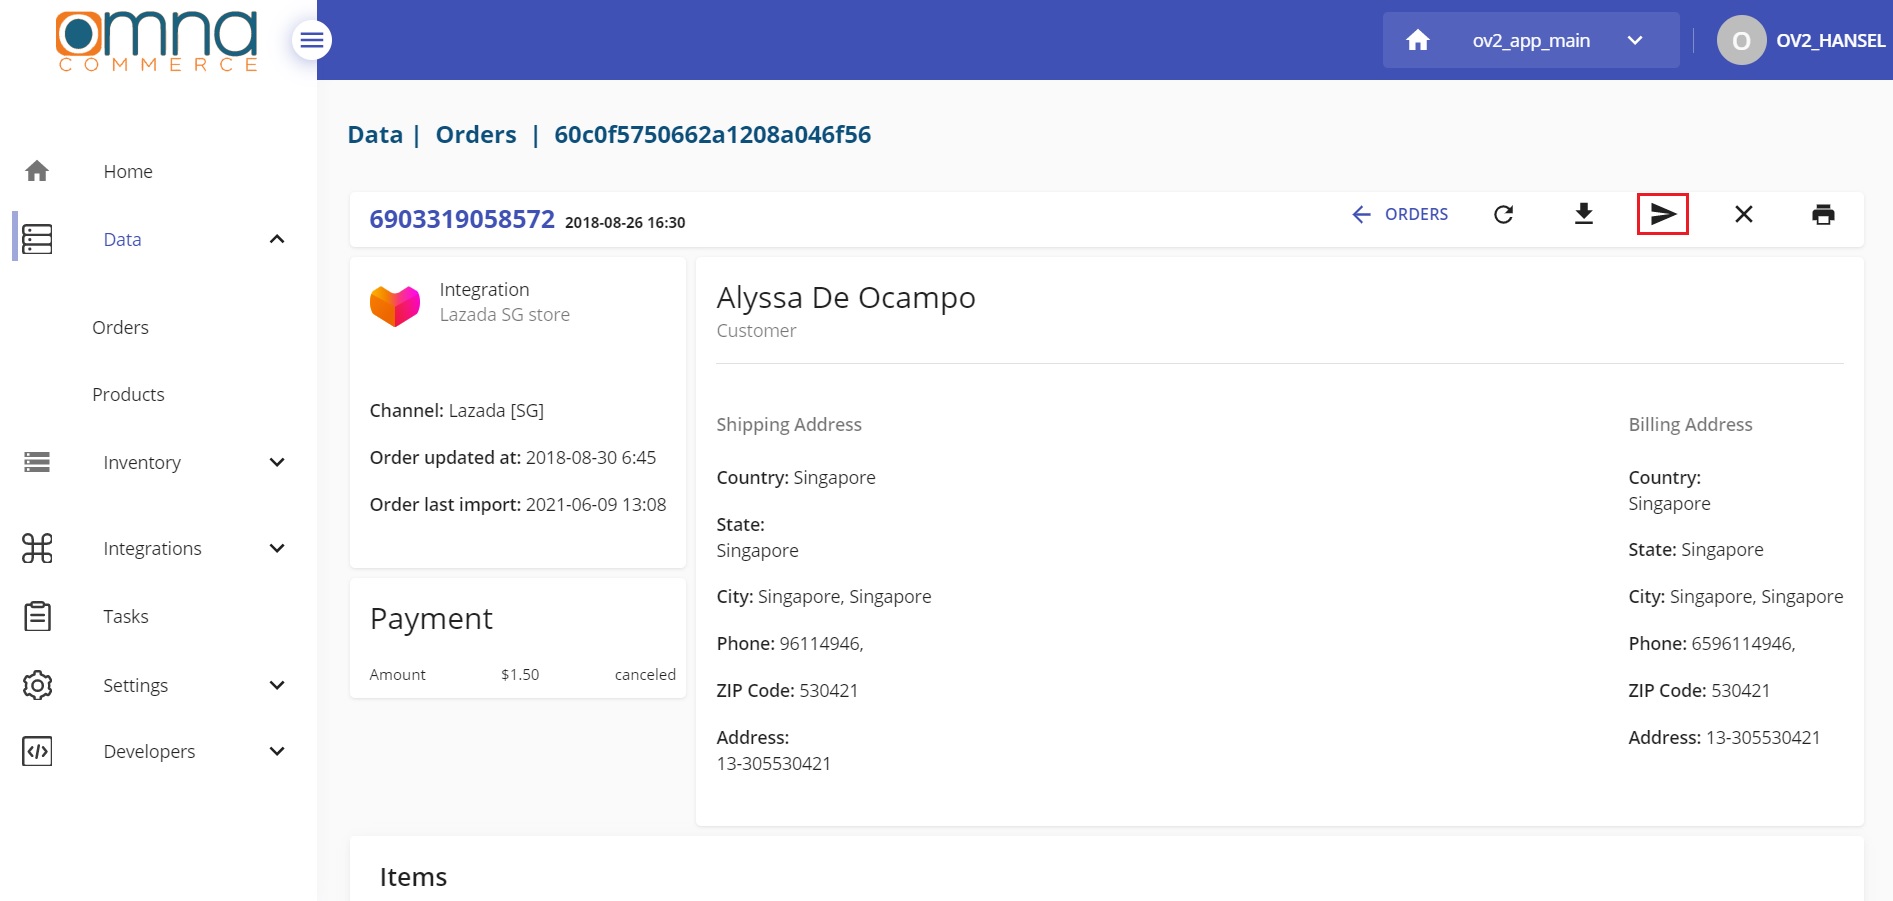 omna
COMMERCE
ov2_app_main
O
OV2_HANSEL
Data | Orders | 60c0f5750662a1208a046f56
Home
Data
Orders
Products
Inventory
Integrations
Tasks
Settings
Developers
6903319058572 2018-08-26 16:30
ORDERS
Integration
Lazada SG store
Channel: Lazada [SG]
Order updated at: 2018-08-30 6:45
Order last import: 2021-06-09 13:08
Payment
Amount $1.50 canceled
Alyssa De Ocampo
Customer
Shipping Address
Country: Singapore
State:
Singapore
City: Singapore, Singapore
Phone: 96114946,
ZIP Code: 530421
Address:
13-305530421
Billing Address
Country:
Singapore
State: Singapore
City: Singapore, Singapore
Phone: 6596114946,
ZIP Code: 530421
Address: 13-305530421
Items